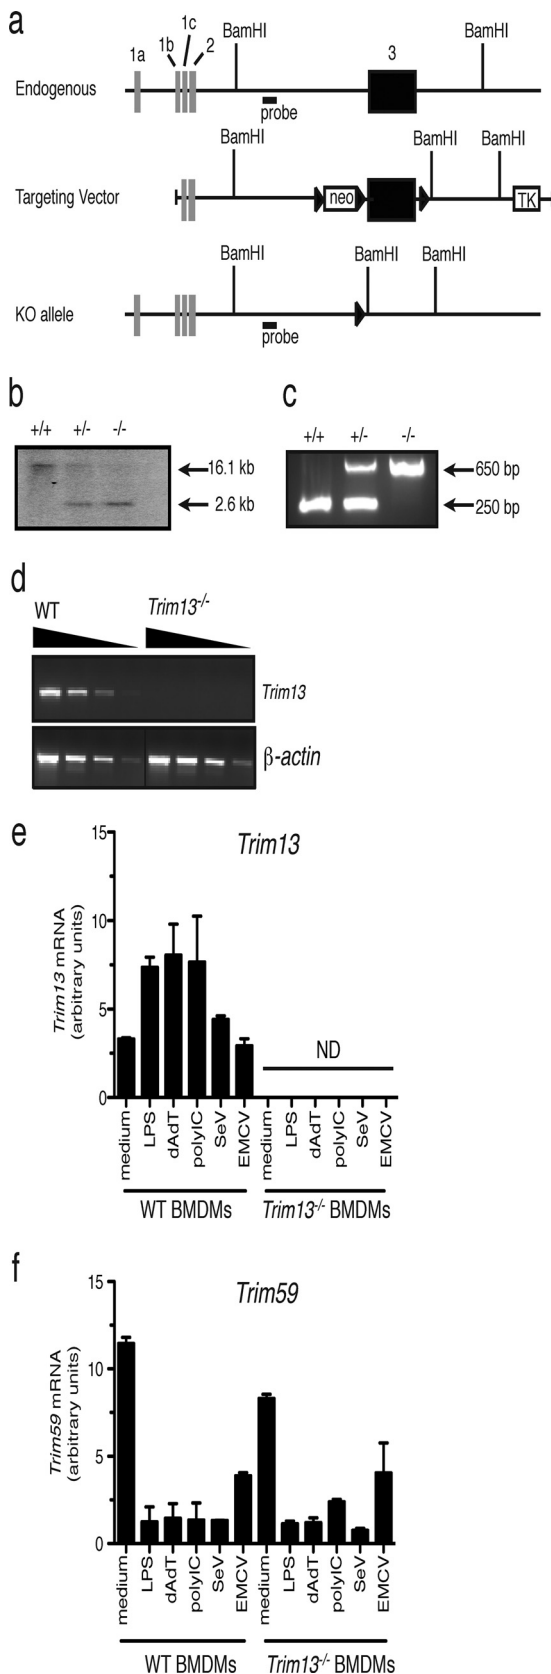 a
1a
1b
1c
2
BamHI
3
BamHI
Endogenous
probe
BamHI
BamHI
BamHI
Targeting Vector
neo
TK
BamHI
BamHI
BamHI
KO allele
probe
b
+/+ +/- -/-
16.1 kb
2.6 kb
c
+/+ +/- -/-
650 bp
250 bp
d
WT
Trim13-/-
Trim13
β-actin
e
Trim13
Trim13 mRNA
(arbitrary units)
15
10
5
0
ND
medium
LPS
dAdT
polyIC
SeV
EMCV
medium
LPS
dAdT
polyIC
SeV
EMCV
WT BMDMs
Trim13-/- BMDMs
f
Trim59
Trim59 mRNA
(arbitrary units)
15
10
5
0
medium
LPS
dAdT
polyIC
SeV
EMCV
medium
LPS
dAdT
polyIC
SeV
EMCV
WT BMDMs
Trim13-/- BMDMs